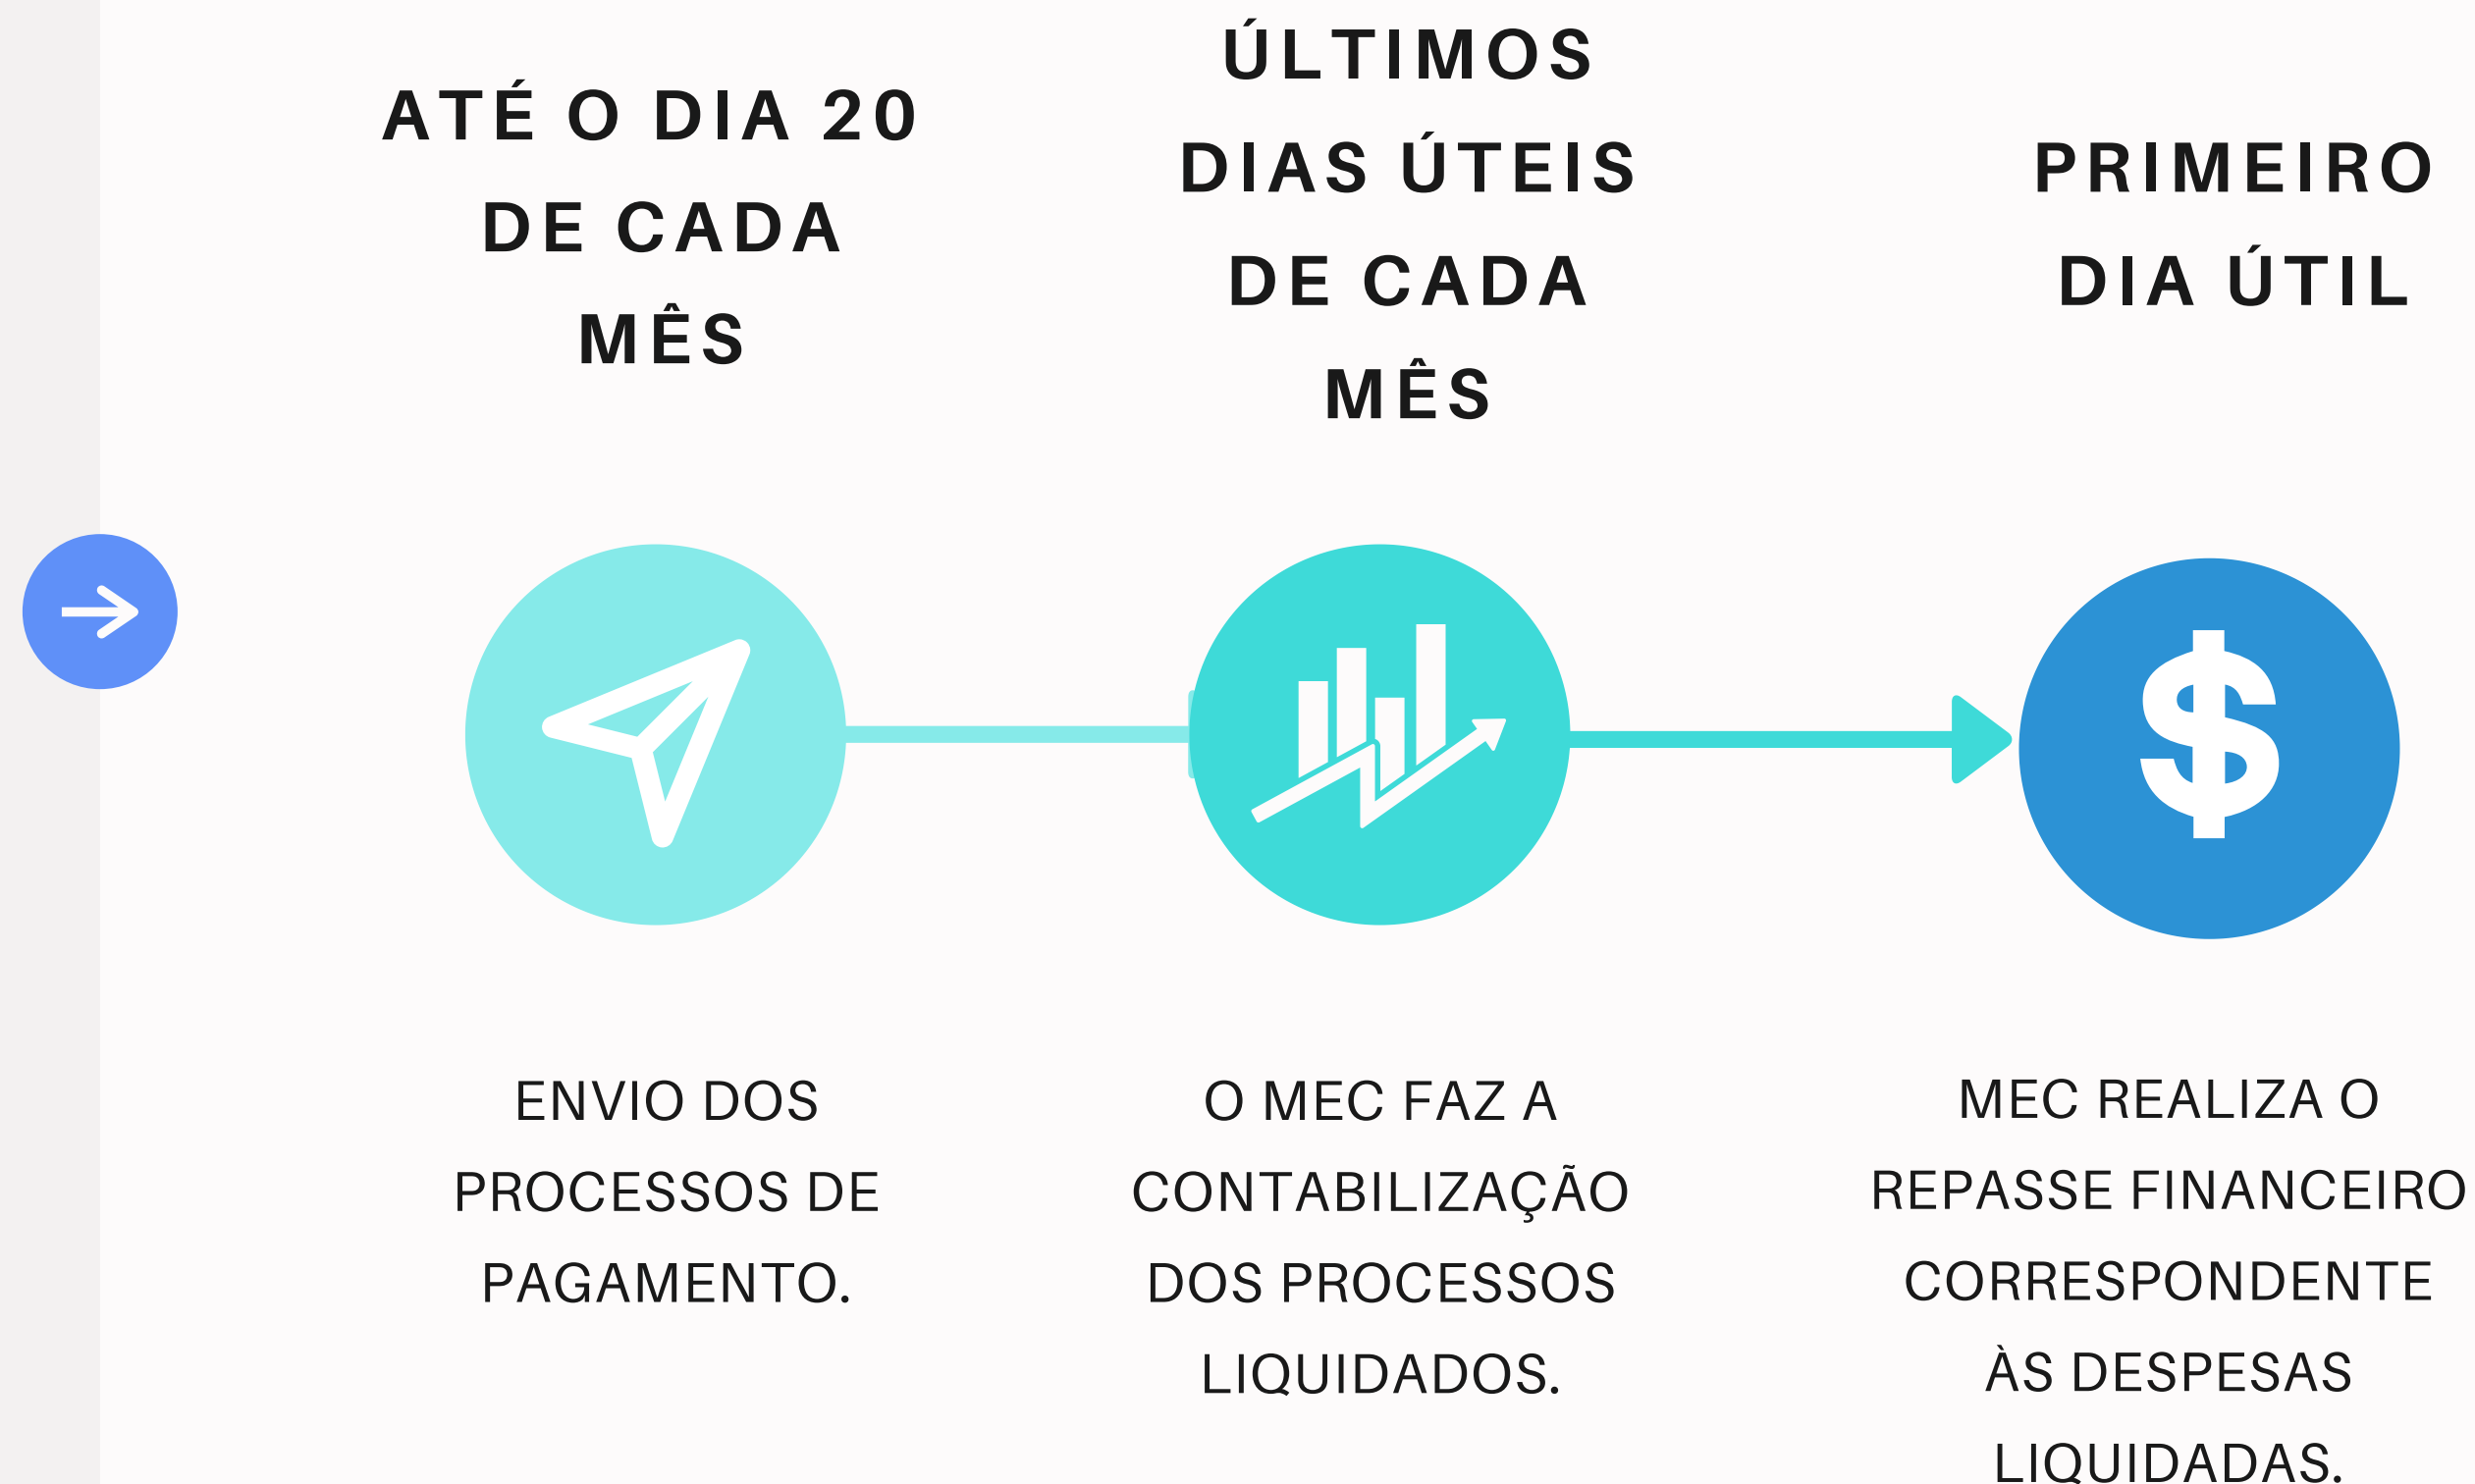 ATÉ O DIA 20
DE CADA
MÊS
ÚLTIMOS
DIAS ÚTEIS
DE CADA
MÊS
PRIMEIRO
DIA ÚTIL
$
ENVIO DOS
PROCESSOS DE
PAGAMENTO.
O MEC FAZ A
CONTABILIZAÇÃO
DOS PROCESSOS
LIQUIDADOS.
MEC REALIZA O
REPASSE FINANCEIRO
CORRESPONDENTE
ÀS DESPESAS
LIQUIDADAS.